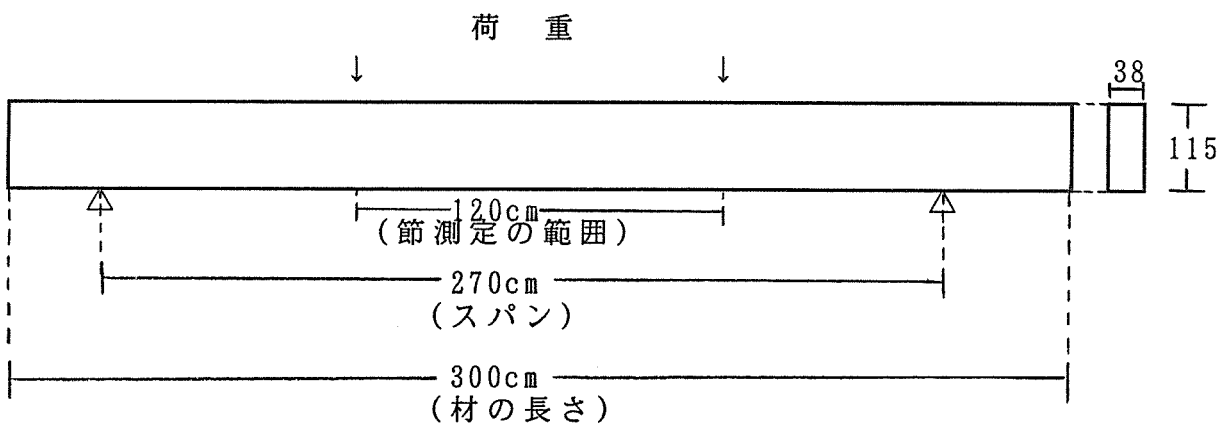 荷 重
38
115
120cm
(節測定の範囲)
270cm
(スパン)
300cm
(材の長さ)